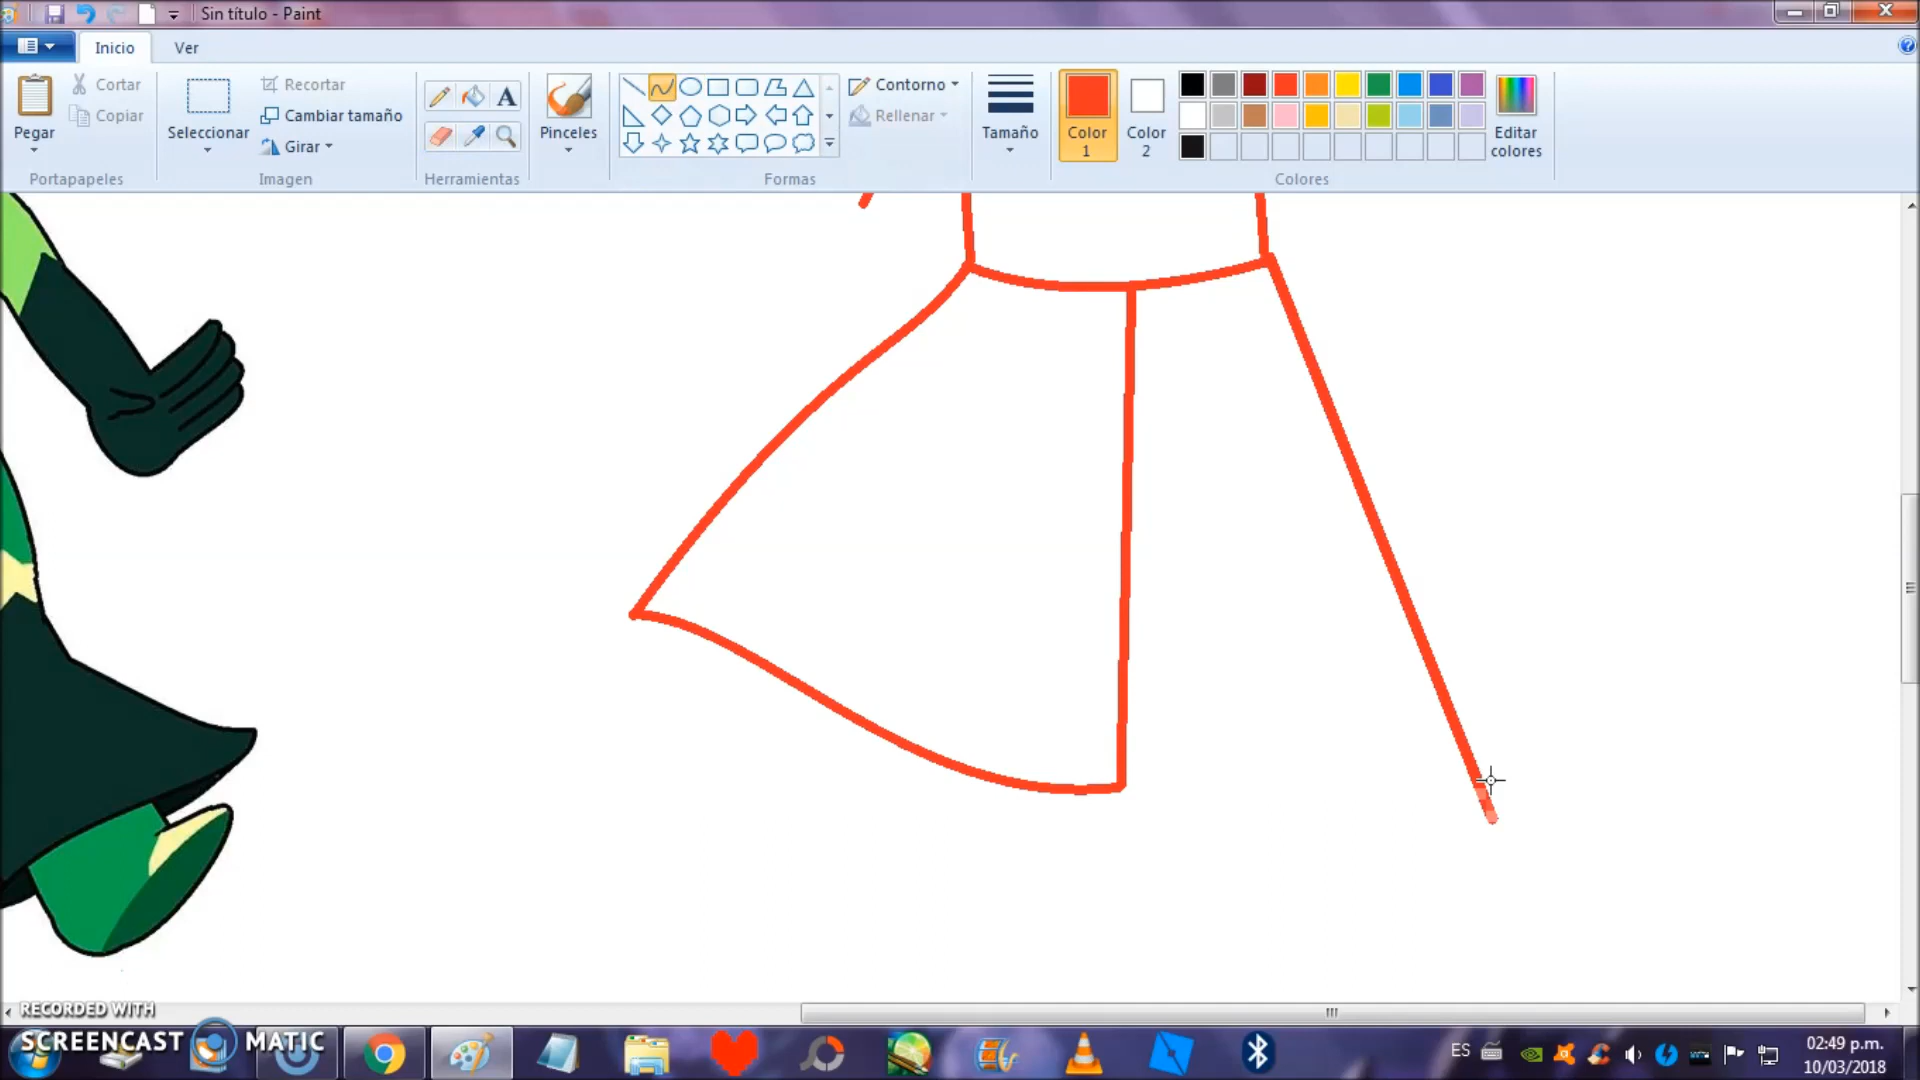 Sin título - Paint
Inicio
Ver
Pegar
Cortar
Copiar
Portapapeles
Seleccionar
Recortar
Cambiar tamaño
Girar
Imagen
A
Herramientas
Pinceles
Contorno
Rellenar
Formas
Tamaño
Color
1
Color
2
Editar
colores
Colores
RECORDED WITH
SCREENCAST MATIC
ES
02:49 p.m.
10/03/2018